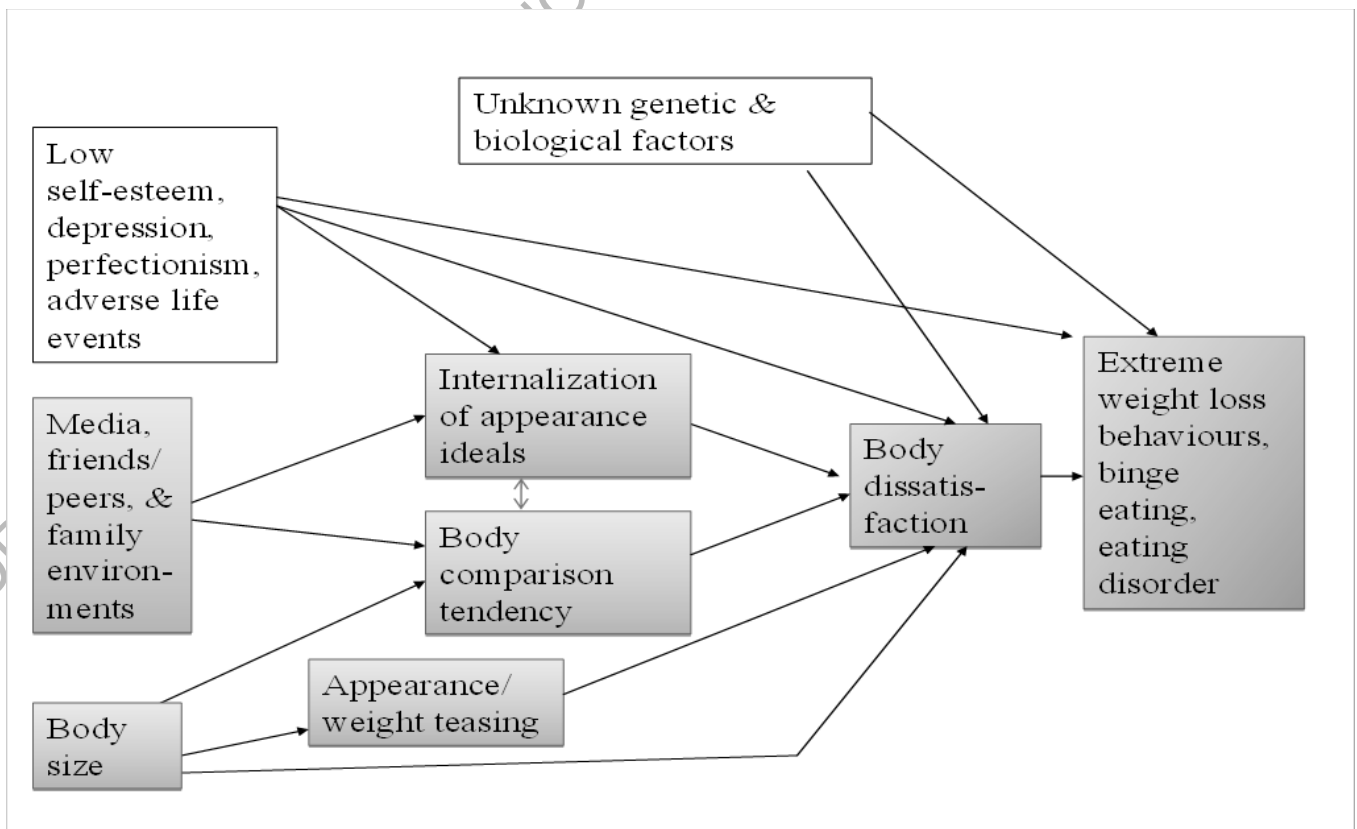 Unknown genetic &
biological factors
Low
self-esteem,
depression,
perfectionism,
adverse life
events
Internalization
of appearance
ideals
Media,
friends/
peers, &
family
environ-
ments
Body
comparison
tendency
Body
dissatis-
faction
Extreme
weight loss
behaviours,
binge
eating,
eating
disorder
Appearance/
weight teasing
Body
size